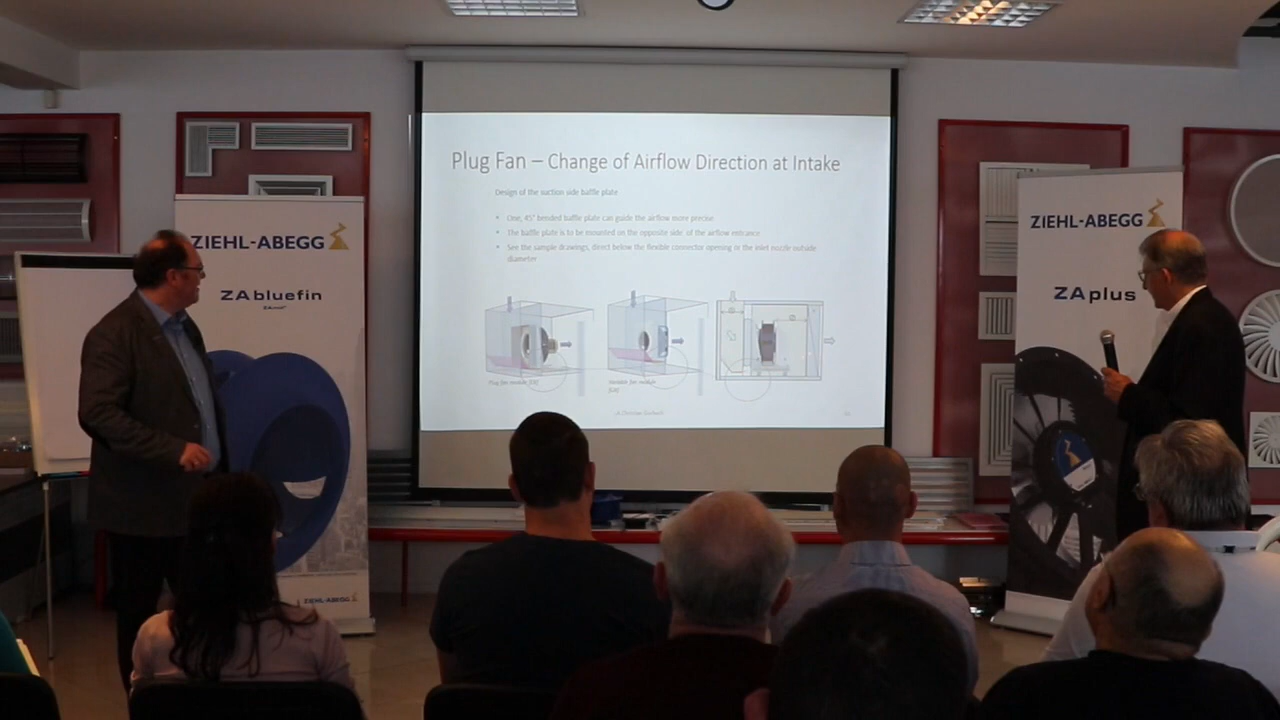 Plug Fan – Change of Airflow Direction at Intake
Design of the suction side baffle plate
• One, 45° bended baffle plate can guide the airflow more precise.
• The baffle plate is to be mounted on the opposite side of the airflow entrance.
• See the sample drawings, direct below the flexible connector opening or the inlet nozzle outside
diameter
Plug fan module
ZIEHL-ABEGG
ZAbluefin
ZIEHL-ABEGG
ZIEHL-ABEGG
ZAplus